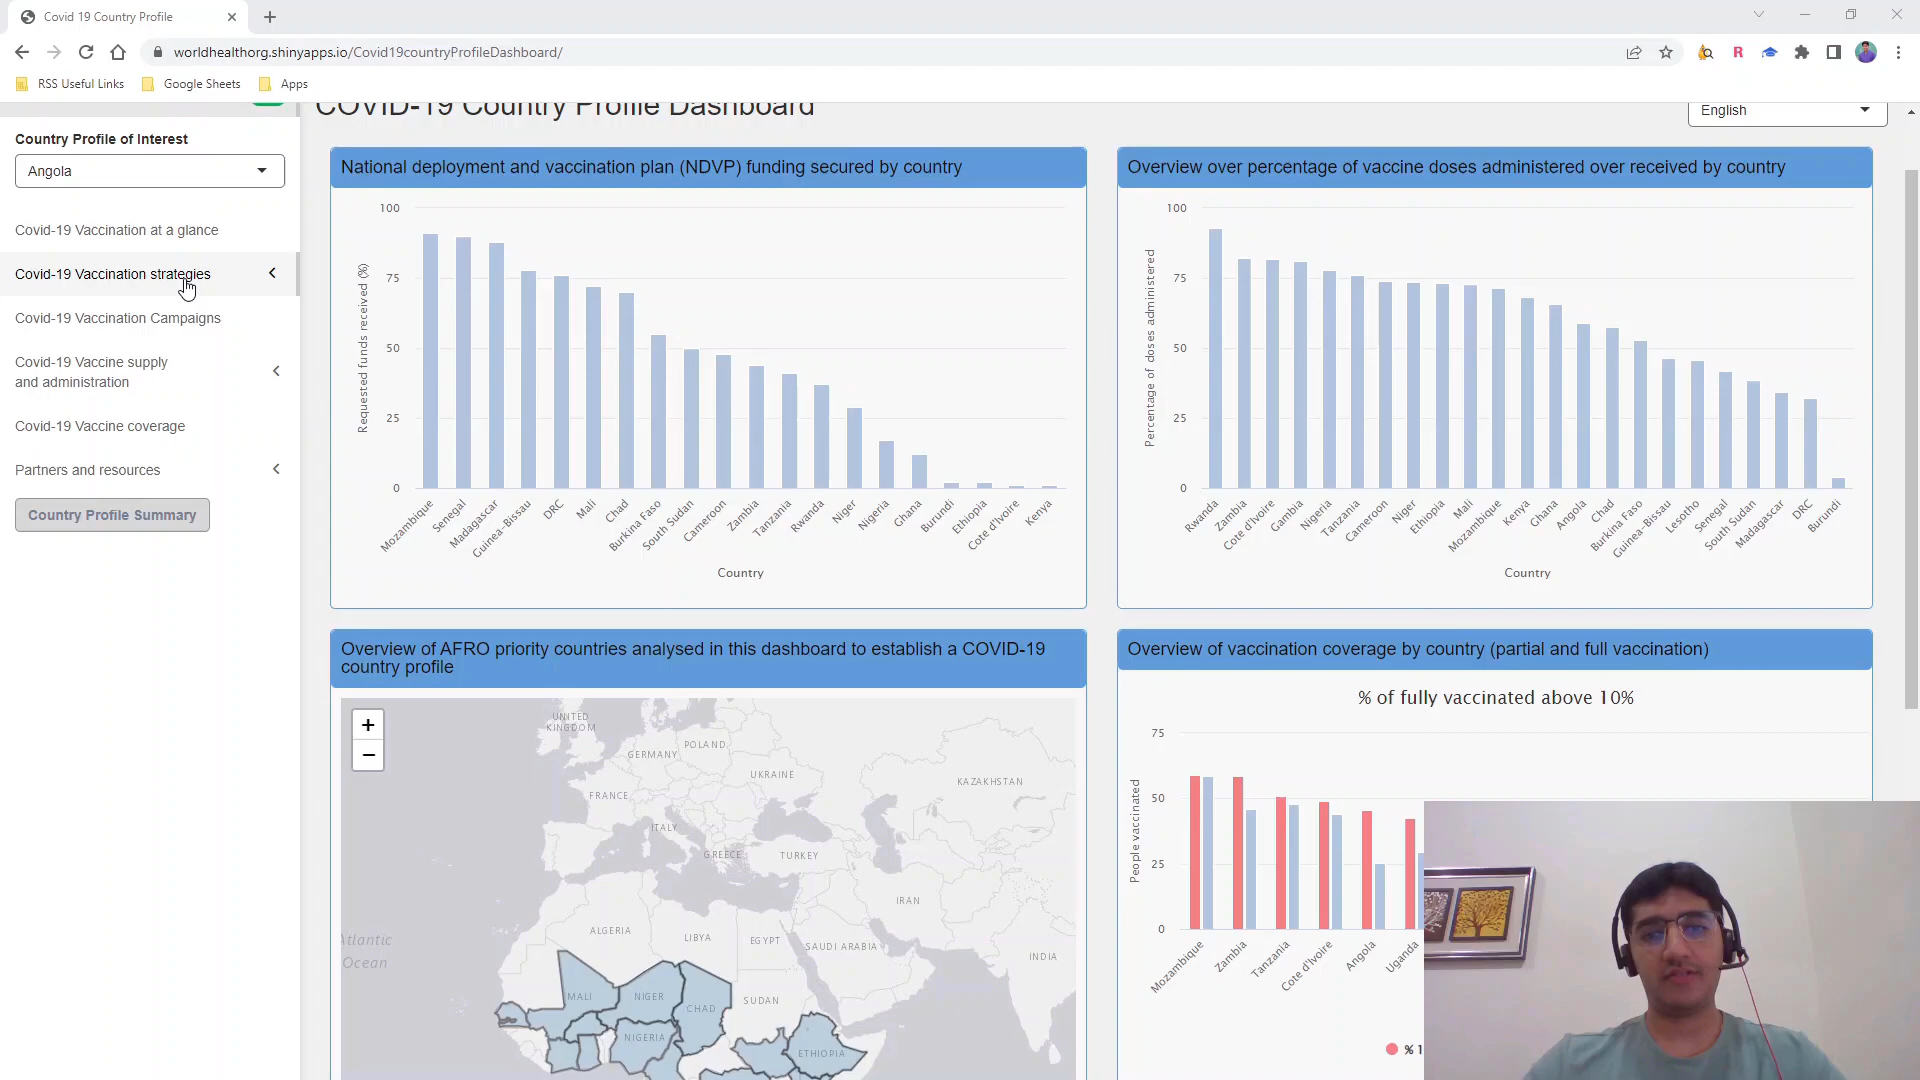 Covid 19 Country Profile
worldhealthorg.shinyapps.io/Covid19countryProfileDashboard/
RSS Useful Links
Google Sheets
Apps
COVID-19 Country Profile Dashboard
English
Country Profile of Interest
Angola
Covid-19 Vaccination at a glance
Covid-19 Vaccination strategies
Covid-19 Vaccination Campaigns
Covid-19 Vaccine supply
and administration
Covid-19 Vaccine coverage
Partners and resources
Country Profile Summary
National deployment and vaccination plan (NDVP) funding secured by country
100
75
50
25
0
Requested funds received (%)
Mozambique
Senegal
Madagascar
Guinea-Bissau
DRC
Mali
Chad
Burkina Faso
South Sudan
Cameroon
Zambia
Tanzania
Rwanda
Niger
Nigeria
Ghana
Burundi
Ethiopia
Cote d'Ivoire
Kenya
Country
Overview over percentage of vaccine doses administered over received by country
100
75
50
25
0
Percentage of doses administered
Rwanda
Zambia
Cote d'Ivoire
Gambia
Nigeria
Tanzania
Cameroon
Niger
Ethiopia
Mali
Mozambique
Kenya
Ghana
Angola
Chad
Burkina Faso
Guinea-Bissau
Lesotho
Senegal
South Sudan
Madagascar
DRC
Burundi
Country
Overview of AFRO priority countries analysed in this dashboard to establish a COVID-19
country profile
+
−
UNITED
KINGDOM
POLAND
GERMANY
UKRAINE
KAZAKHSTAN
FRANCE
ITALY
GREECE
TURKEY
IRAN
ALGERIA
LIBYA
EGYPT
SAUDI ARABIA
Atlantic
Ocean
INDIA
MALI
NIGER
CHAD
SUDAN
NIGERIA
ETHIOPIA
Overview of vaccination coverage by country (partial and full vaccination)
% of fully vaccinated above 10%
75
50
25
0
People vaccinated
Mozambique
Zambia
Tanzania
Cote d'Ivoire
Angola
Uganda
% 1